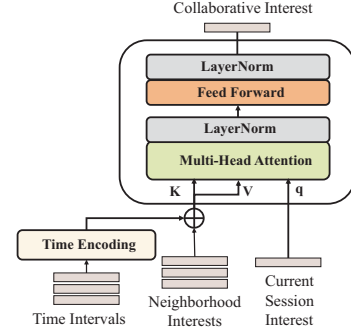 Collaborative Interest
LayerNorm
Feed Forward
LayerNorm
Multi-Head Attention
K
V
q
Time Encoding
Time Intervals
Neighborhood
Interests
Current
Session
Interest